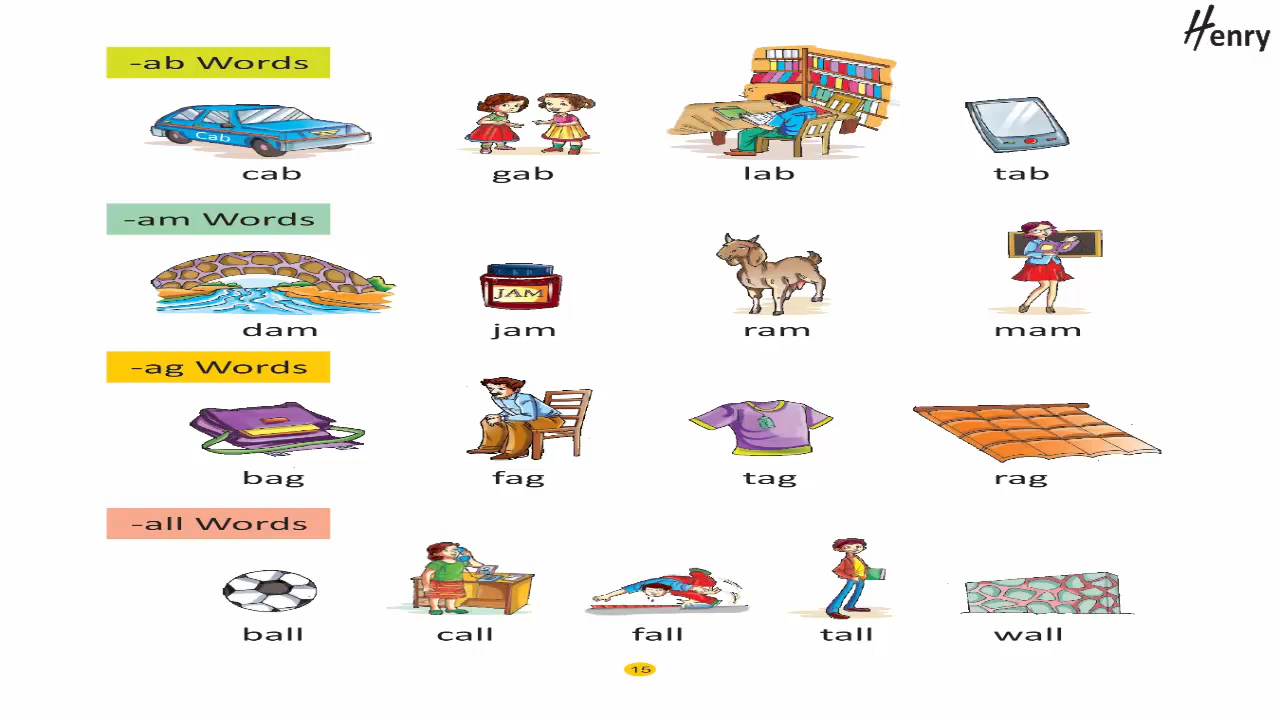 Henry
-ab Words
Cab
cab gab lab tab
-am Words
JAM
dam jam ram mam
-ag Words
bag fag tag rag
-all Words
ball call fall tall wall
15